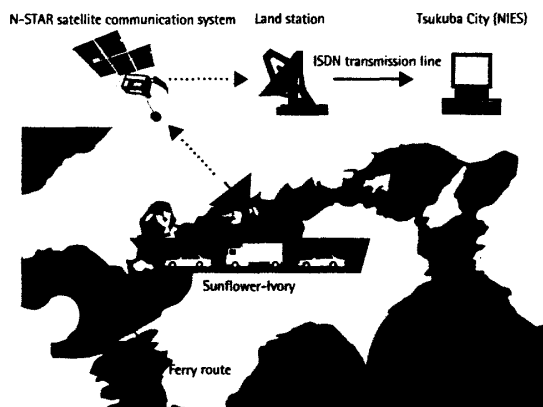 N-STAR satellite communication system
Land station
Tsukuba City (NIES)
ISDN transmission line
Sunflower-Ivory
Ferry route